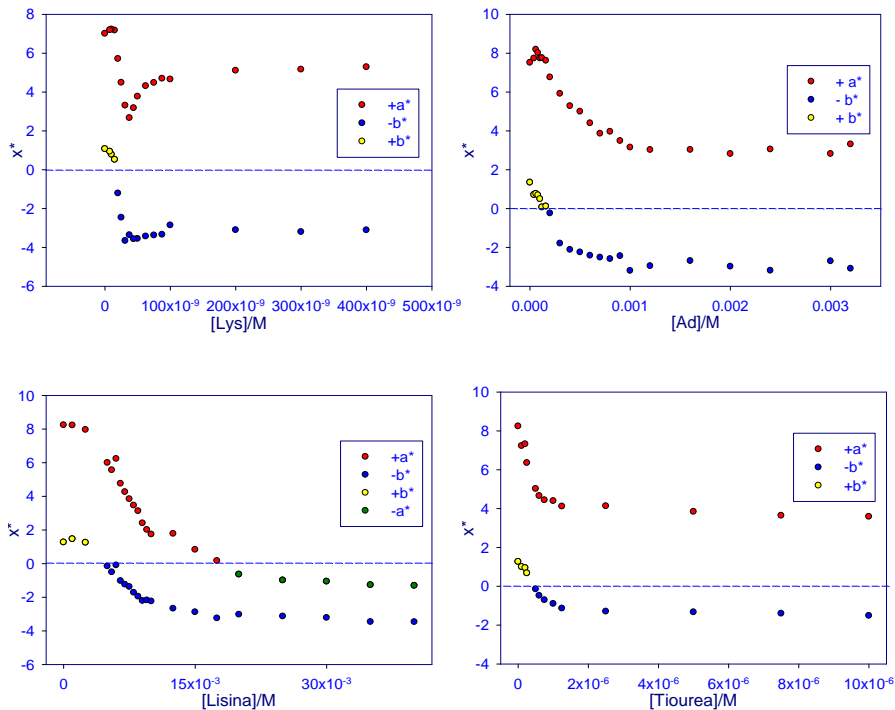 8
6
4
2
0
-2
-4
-6
x*
+a*
-b*
+b*
0 100x10-9 200x10-9 300x10-9 400x10-9 500x10-9
[Lys]/M
10
8
6
4
2
0
-2
-4
x*
+ a*
- b*
+ b*
0.000 0.001 0.002 0.003
[Ad]/M
10
8
6
4
2
0
-2
-4
-6
x*
+a*
-b*
+b*
-a*
0 15x10-3 30x10-3
[Lisina]/M
10
8
6
4
2
0
-2
-4
x*
+a*
-b*
+b*
0 2x10-6 4x10-6 6x10-6 8x10-6 10x10-6
[Tiourea]/M